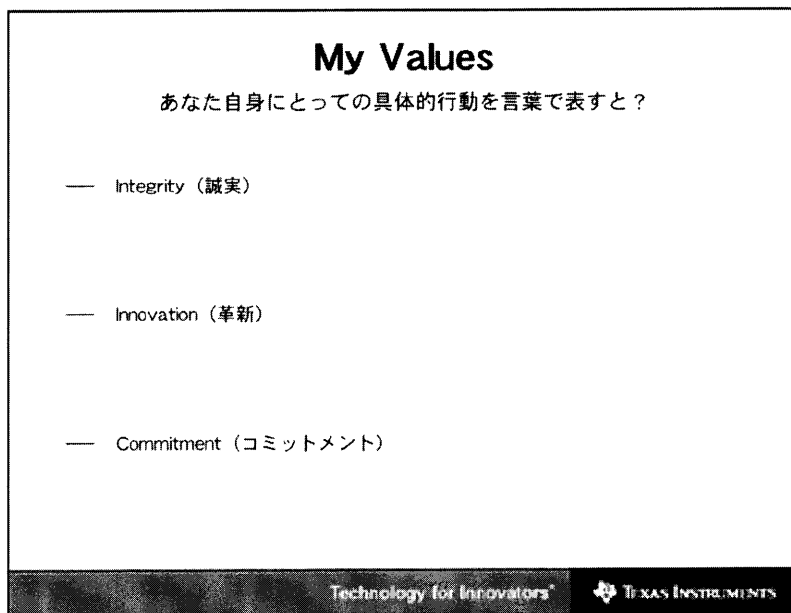 My Values
あなた自身にとっての具体的行動を言葉で表すと？
— Integrity（誠実）
— Innovation（革新）
— Commitment（コミットメント）
Technology for Innovators™
TEXAS INSTRUMENTS